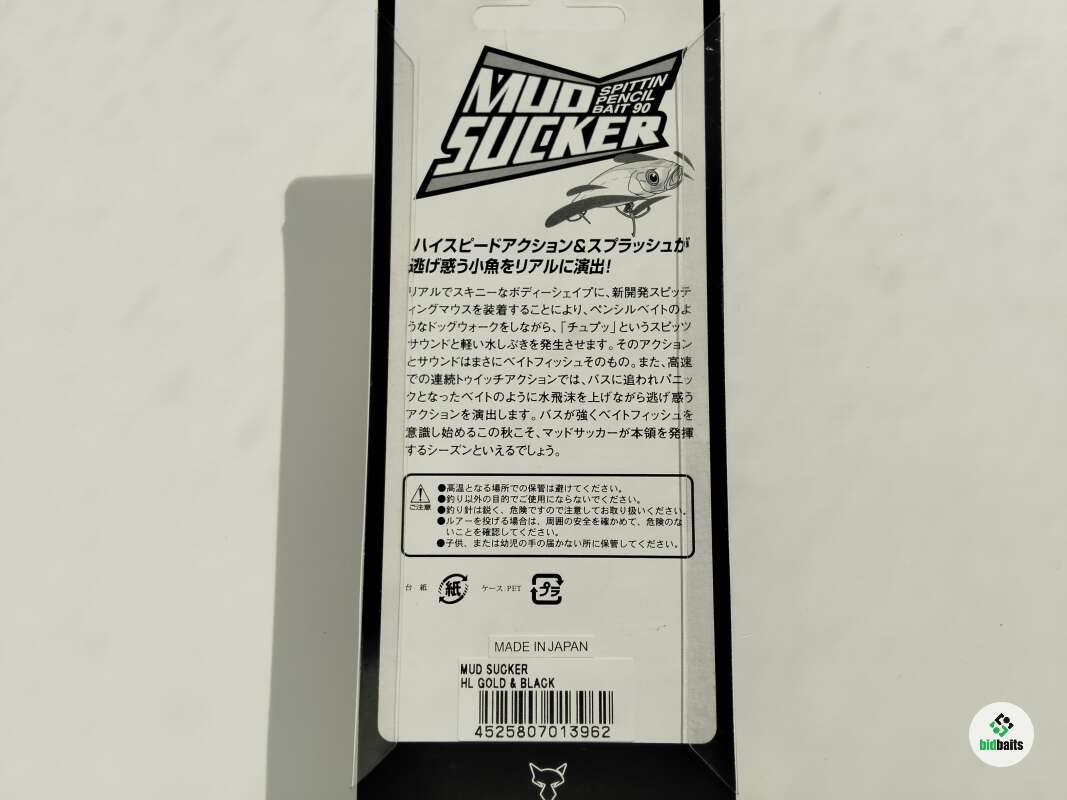 MUD
SUCKER
SPITTIN
PENCIL
BAIT 90
ハイスピードアクション&スプラッシュが
逃げ惑う小魚をリアルに演出!
リアルでスキニーなボディーシェイプに、新開発スピッテ
ィングマウスを装着することにより、ペンシルベイトのよ
うなドッグウォークをしながら、「チュプッ」というスピッツ
サウンドと軽い水しぶきを発生させます。そのアクション
とサウンドはまさにベイトフィッシュそのもの。また、高速
での連続トゥイッチアクションでは、バスに追われパニッ
クとなったベイトのように水飛沫を上げながら逃げ惑う
アクションを演出します。バスが強くベイトフィッシュを
意識し始めるこの秋こそ、マッドサッカーが本領を発揮
するシーズンといえるでしょう。
ご注意
●高温となる場所での保管は避けてください。
●釣り以外の目的でご使用にならないでください。
●釣り針は鋭く、危険ですので注意してお取り扱いください。
●ルアーを投げる場合は、周囲の安全を確かめて、危険のな
いことを確認してください。
●子供、または幼児の手の届かない所に保管してください。
台 紙 紙 ケース:PET プラ
MADE IN JAPAN
MUD SUCKER
HL GOLD & BLACK
4525807013962
bidbaits